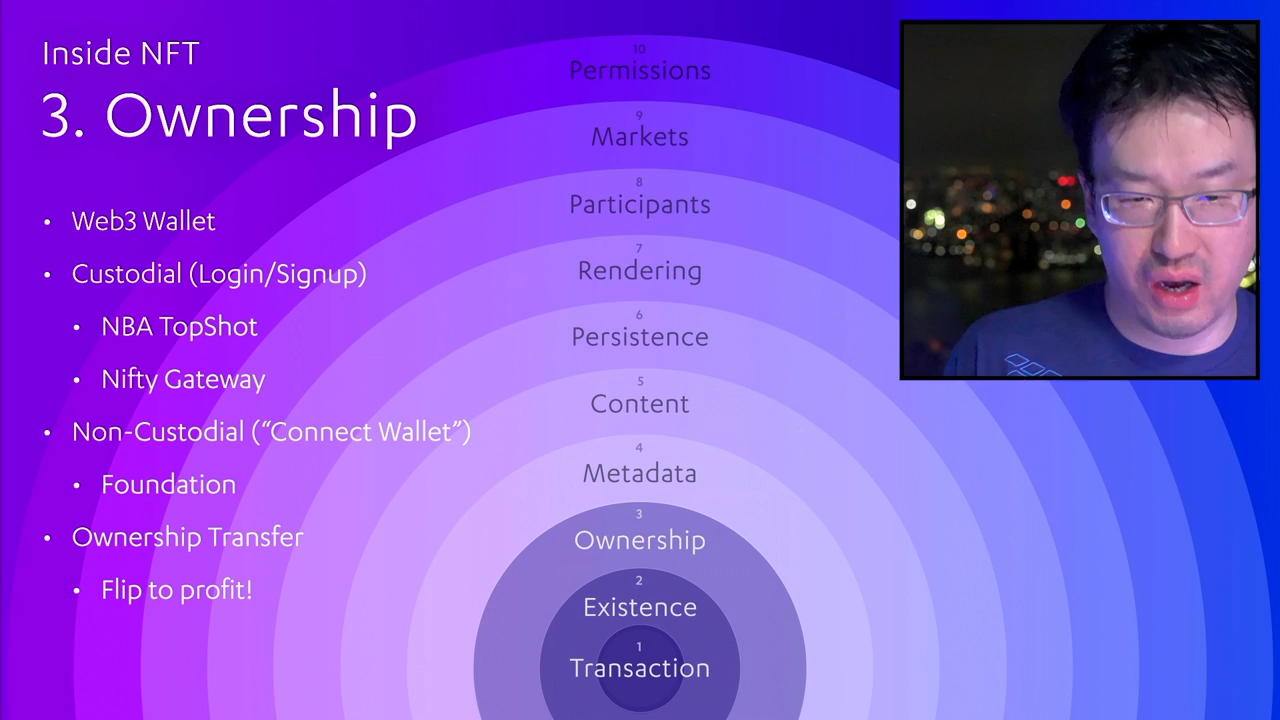 Inside NFT
3. Ownership
• Web3 Wallet
• Custodial (Login/Signup)
• NBA TopShot
• Nifty Gateway
• Non-Custodial (“Connect Wallet”)
• Foundation
• Ownership Transfer
• Flip to profit!
10
Permissions
9
Markets
8
Participants
7
Rendering
6
Persistence
5
Content
4
Metadata
3
Ownership
2
Existence
1
Transaction